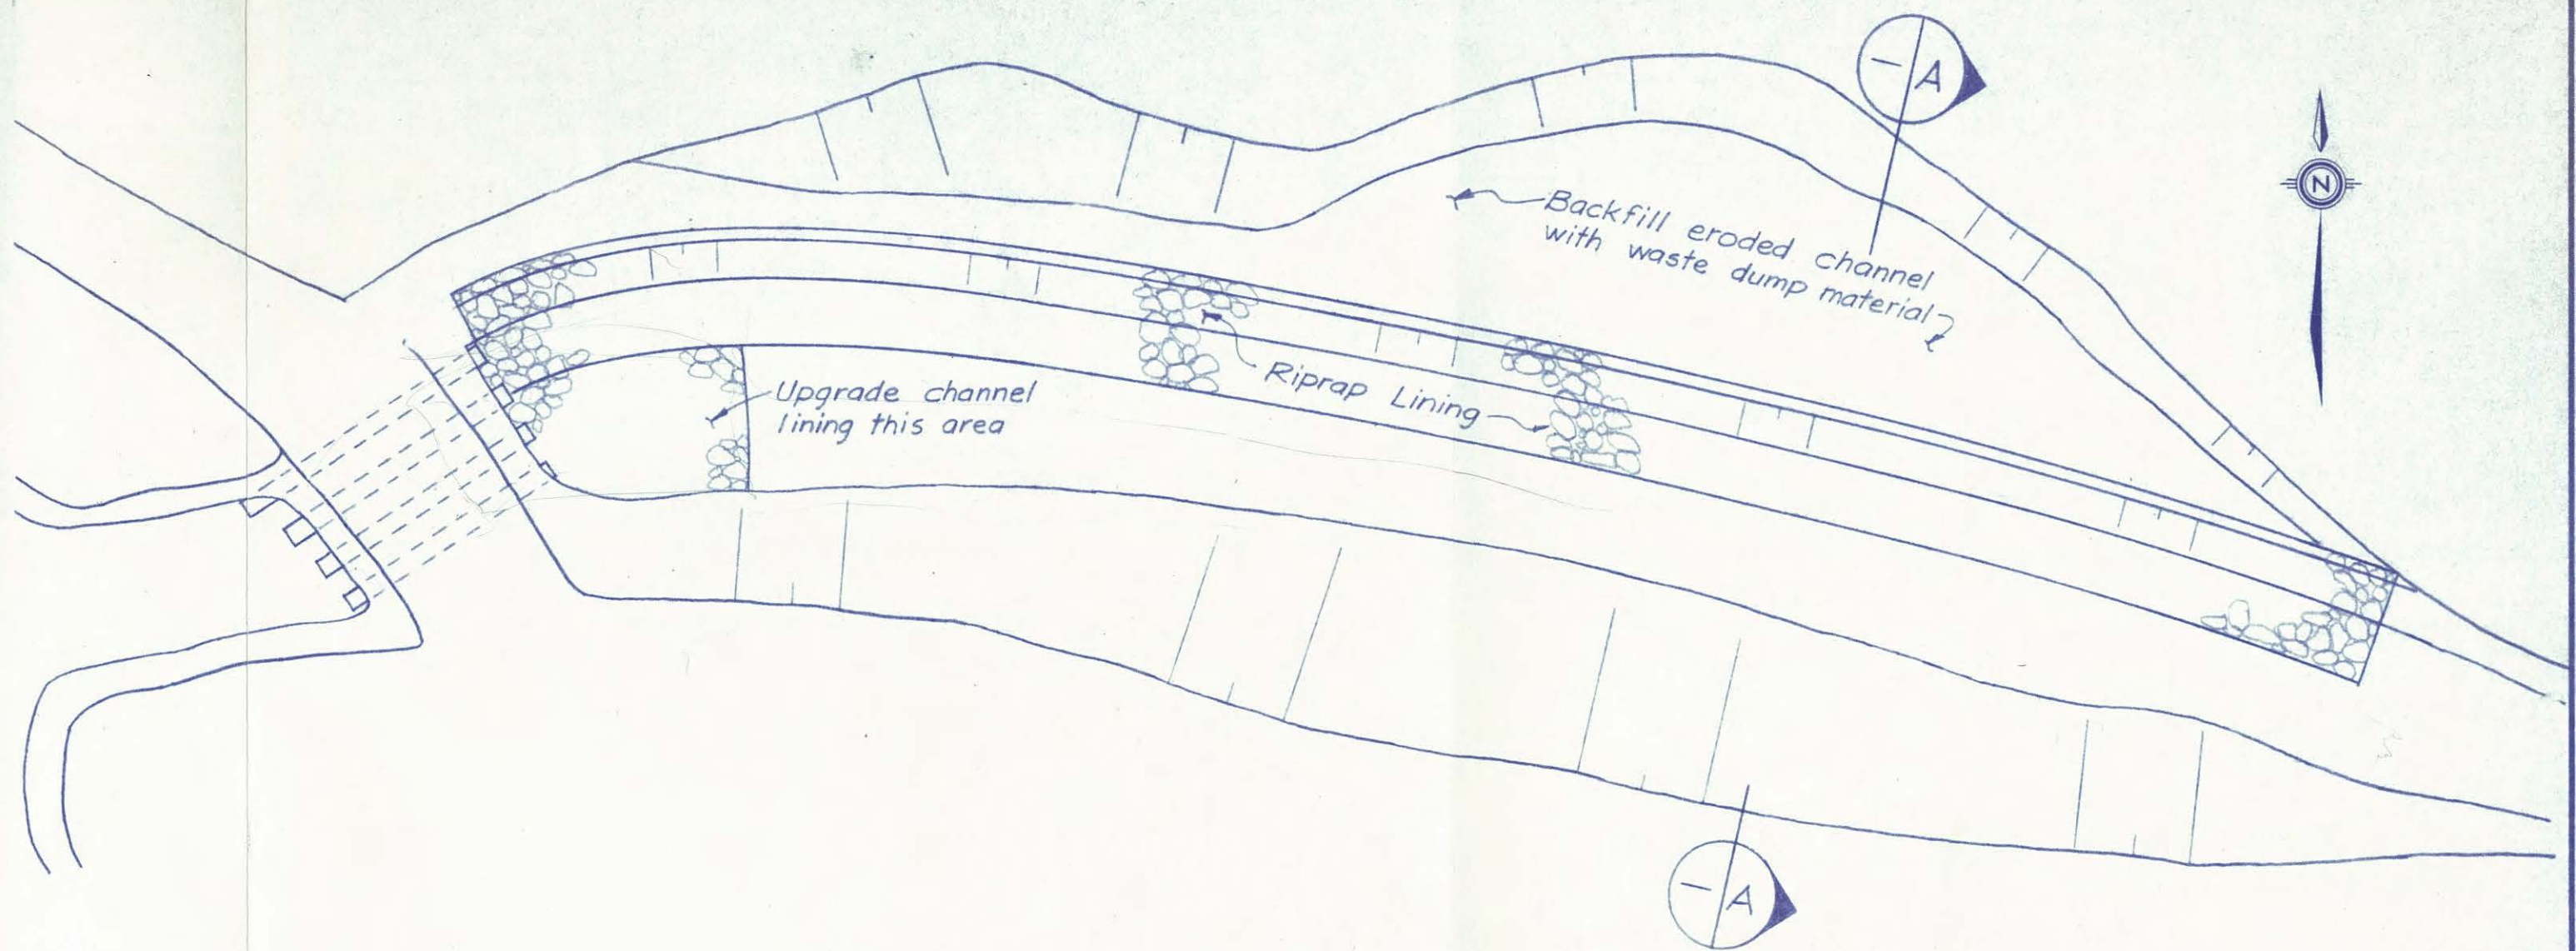 — A
N
Backfill eroded channel
with waste dump material
Riprap Lining
Upgrade channel
lining this area
— A